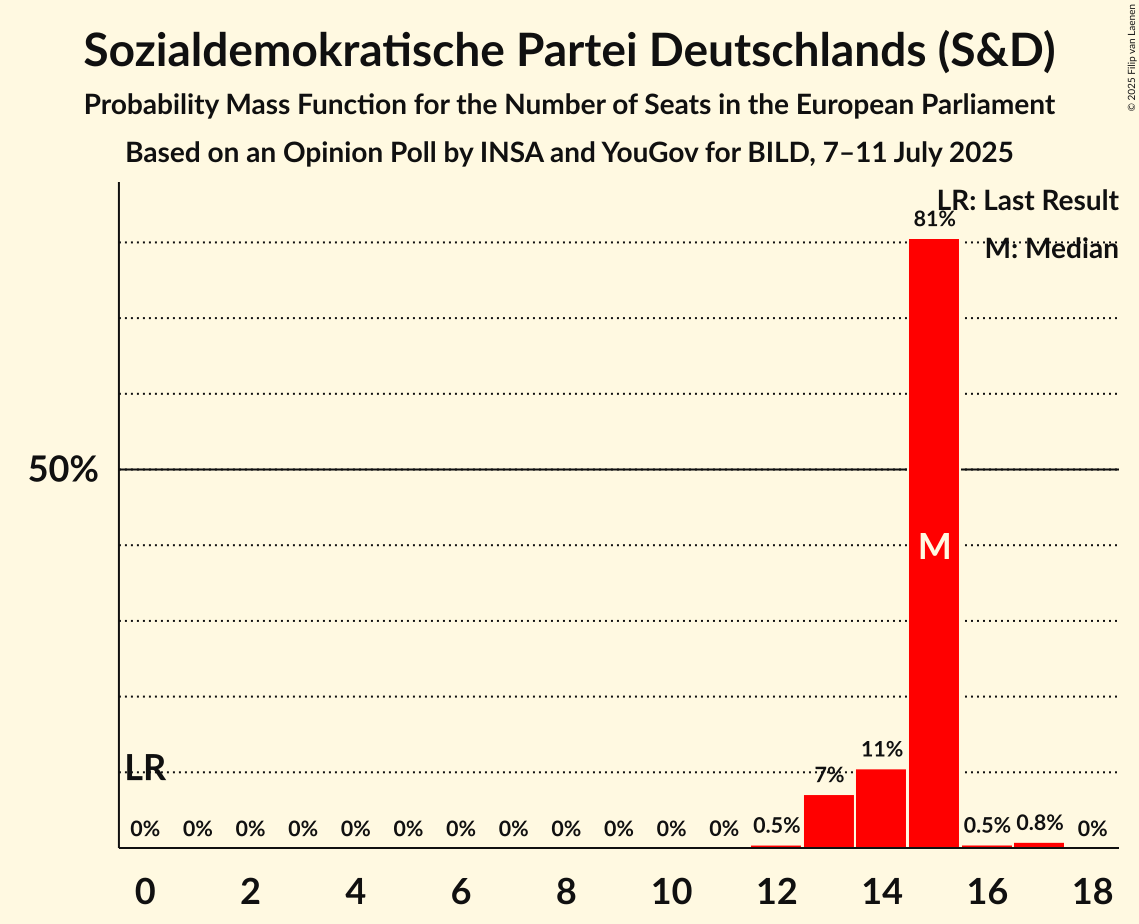 Sozialdemokratische Partei Deutschlands (S&D)
Probability Mass Function for the Number of Seats in the European Parliament
Based on an Opinion Poll by INSA and YouGov for BILD, 7–11 July 2025
© 2025 Filip van Laenen
LR: Last Result
M: Median
81%
50%
M
LR
11%
7%
0% 0% 0% 0% 0% 0% 0% 0% 0% 0% 0% 0% 0.5% 0.5% 0.8% 0%
0 2 4 6 8 10 12 14 16 18